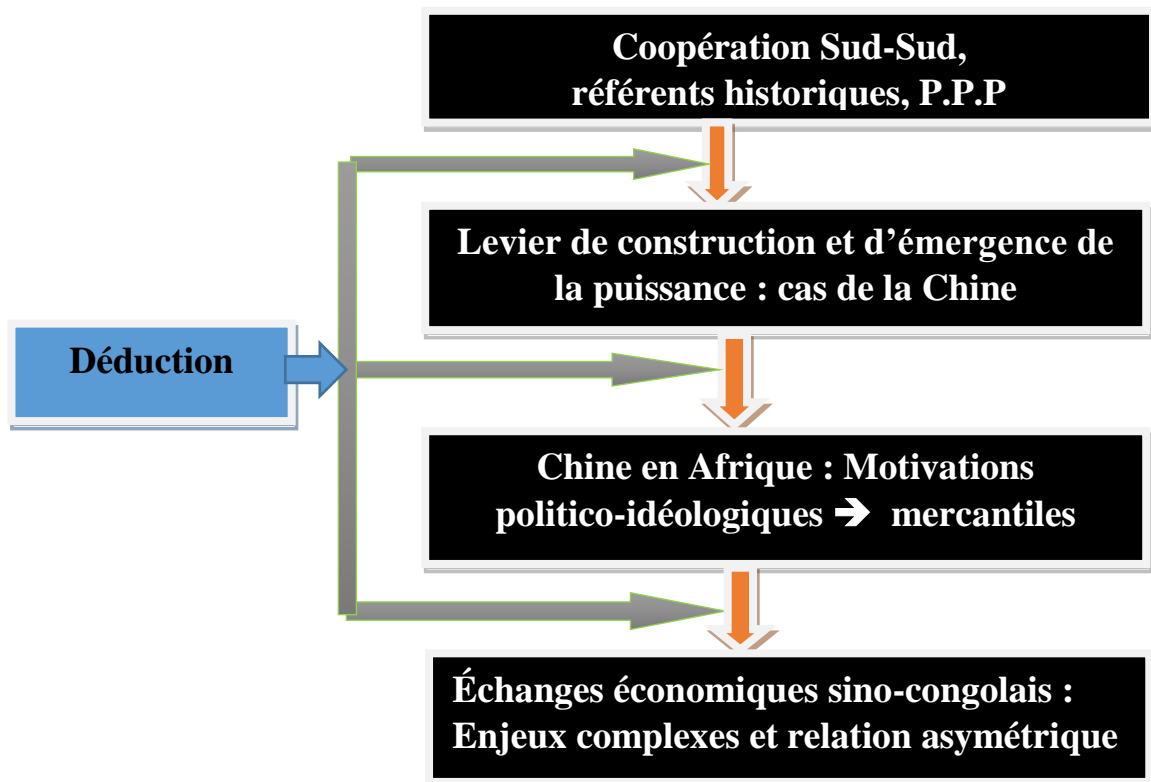 Coopération Sud-Sud,
référents historiques, P.P.P
Levier de construction et d’émergence de
la puissance : cas de la Chine
Déduction
Chine en Afrique : Motivations
politico-idéologiques ➔ mercantiles
Échanges économiques sino-congolais :
Enjeux complexes et relation asymétrique